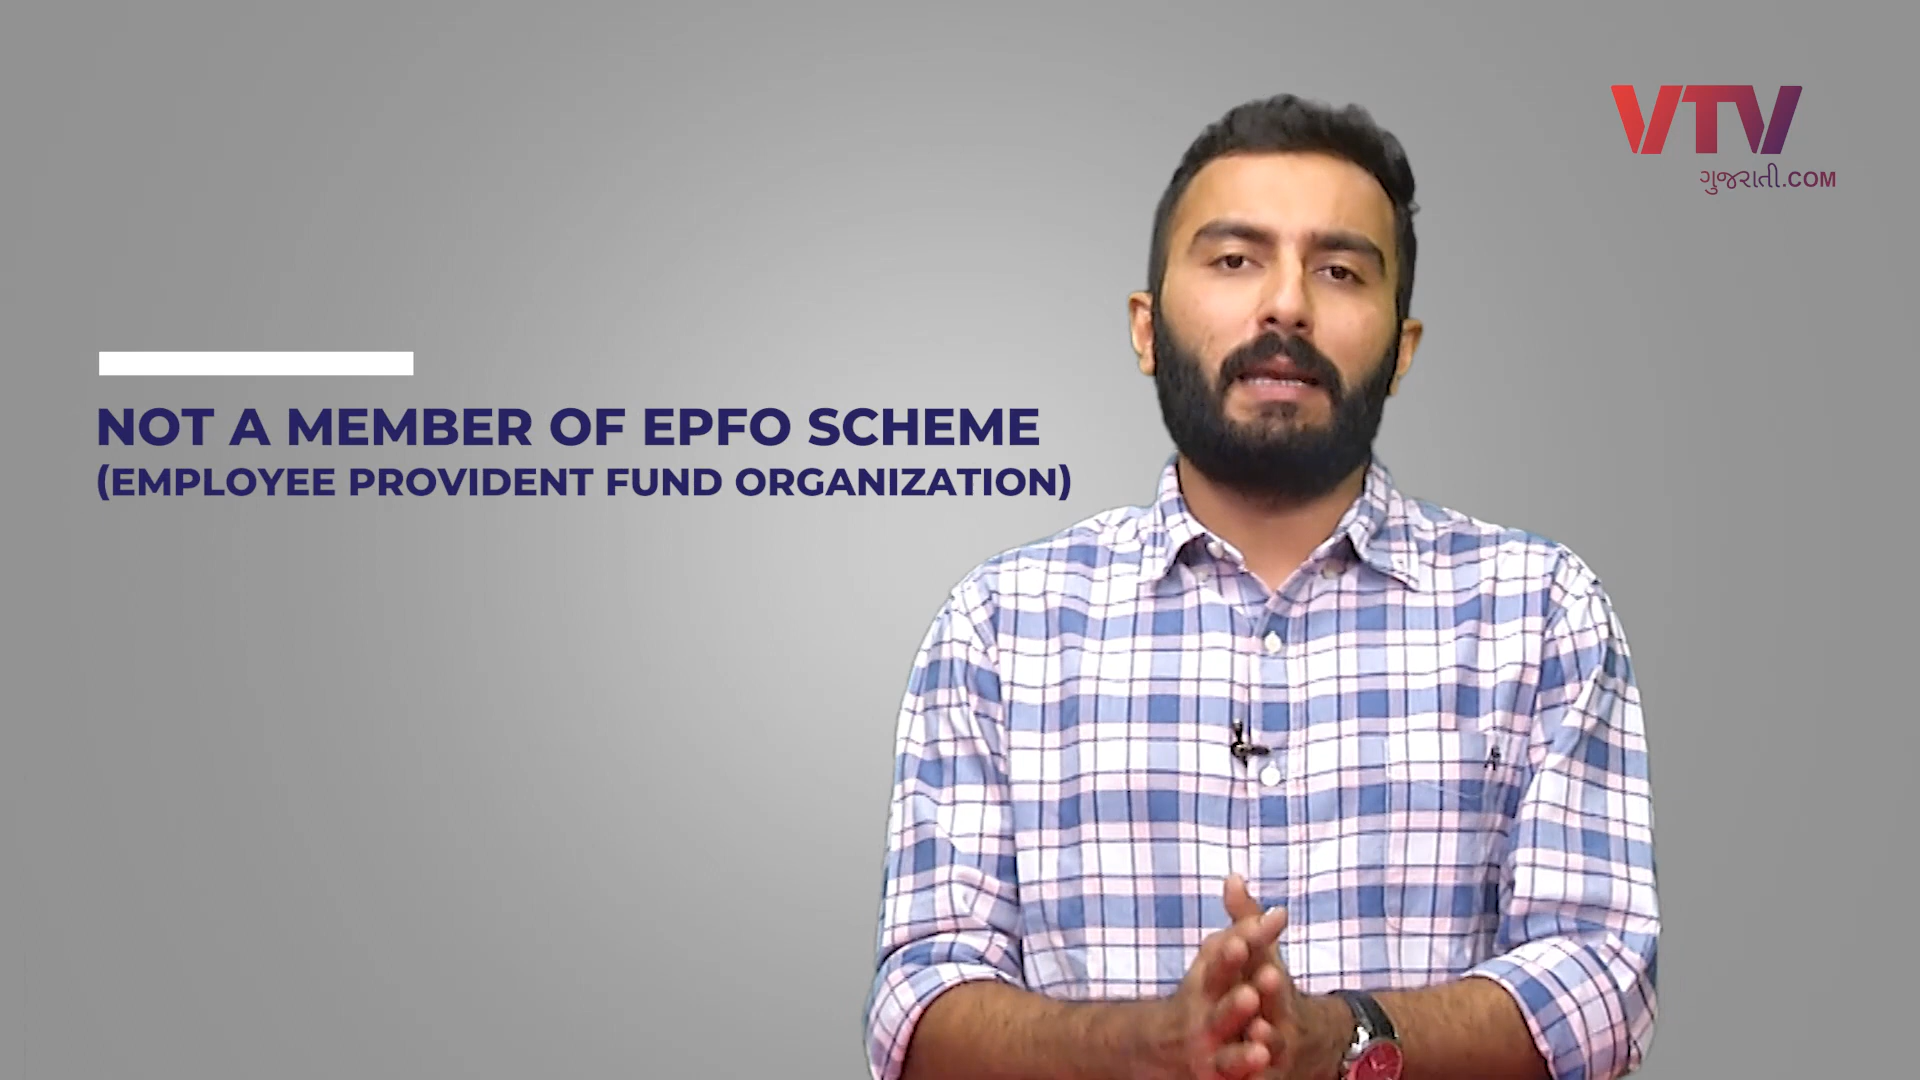 VTV
ગુજરાતી.COM
NOT A MEMBER OF EPFO SCHEME
(EMPLOYEE PROVIDENT FUND ORGANIZATION)